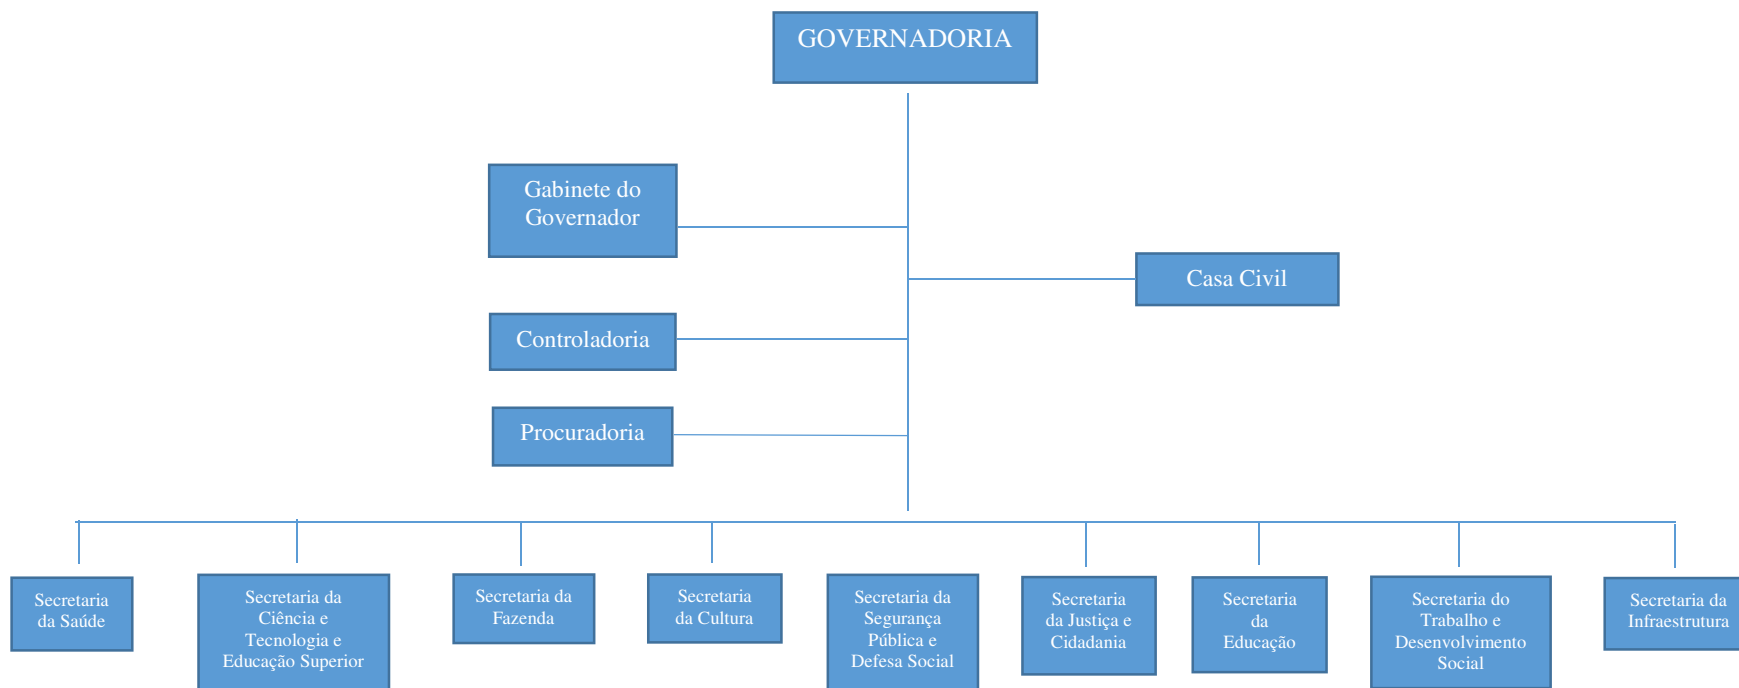 GOVERNADORIA
Gabinete do
Governador
Casa Civil
Controladoria
Procuradoria
Secretaria
da Saúde
Secretaria da
Ciência e
Tecnologia e
Educação Superior
Secretaria da
Fazenda
Secretaria
da Cultura
Secretaria da
Segurança
Pública e
Defesa Social
Secretaria
da Justiça e
Cidadania
Secretaria
da
Educação
Secretaria do
Trabalho e
Desenvolvimento
Social
Secretaria da
Infraestrutura